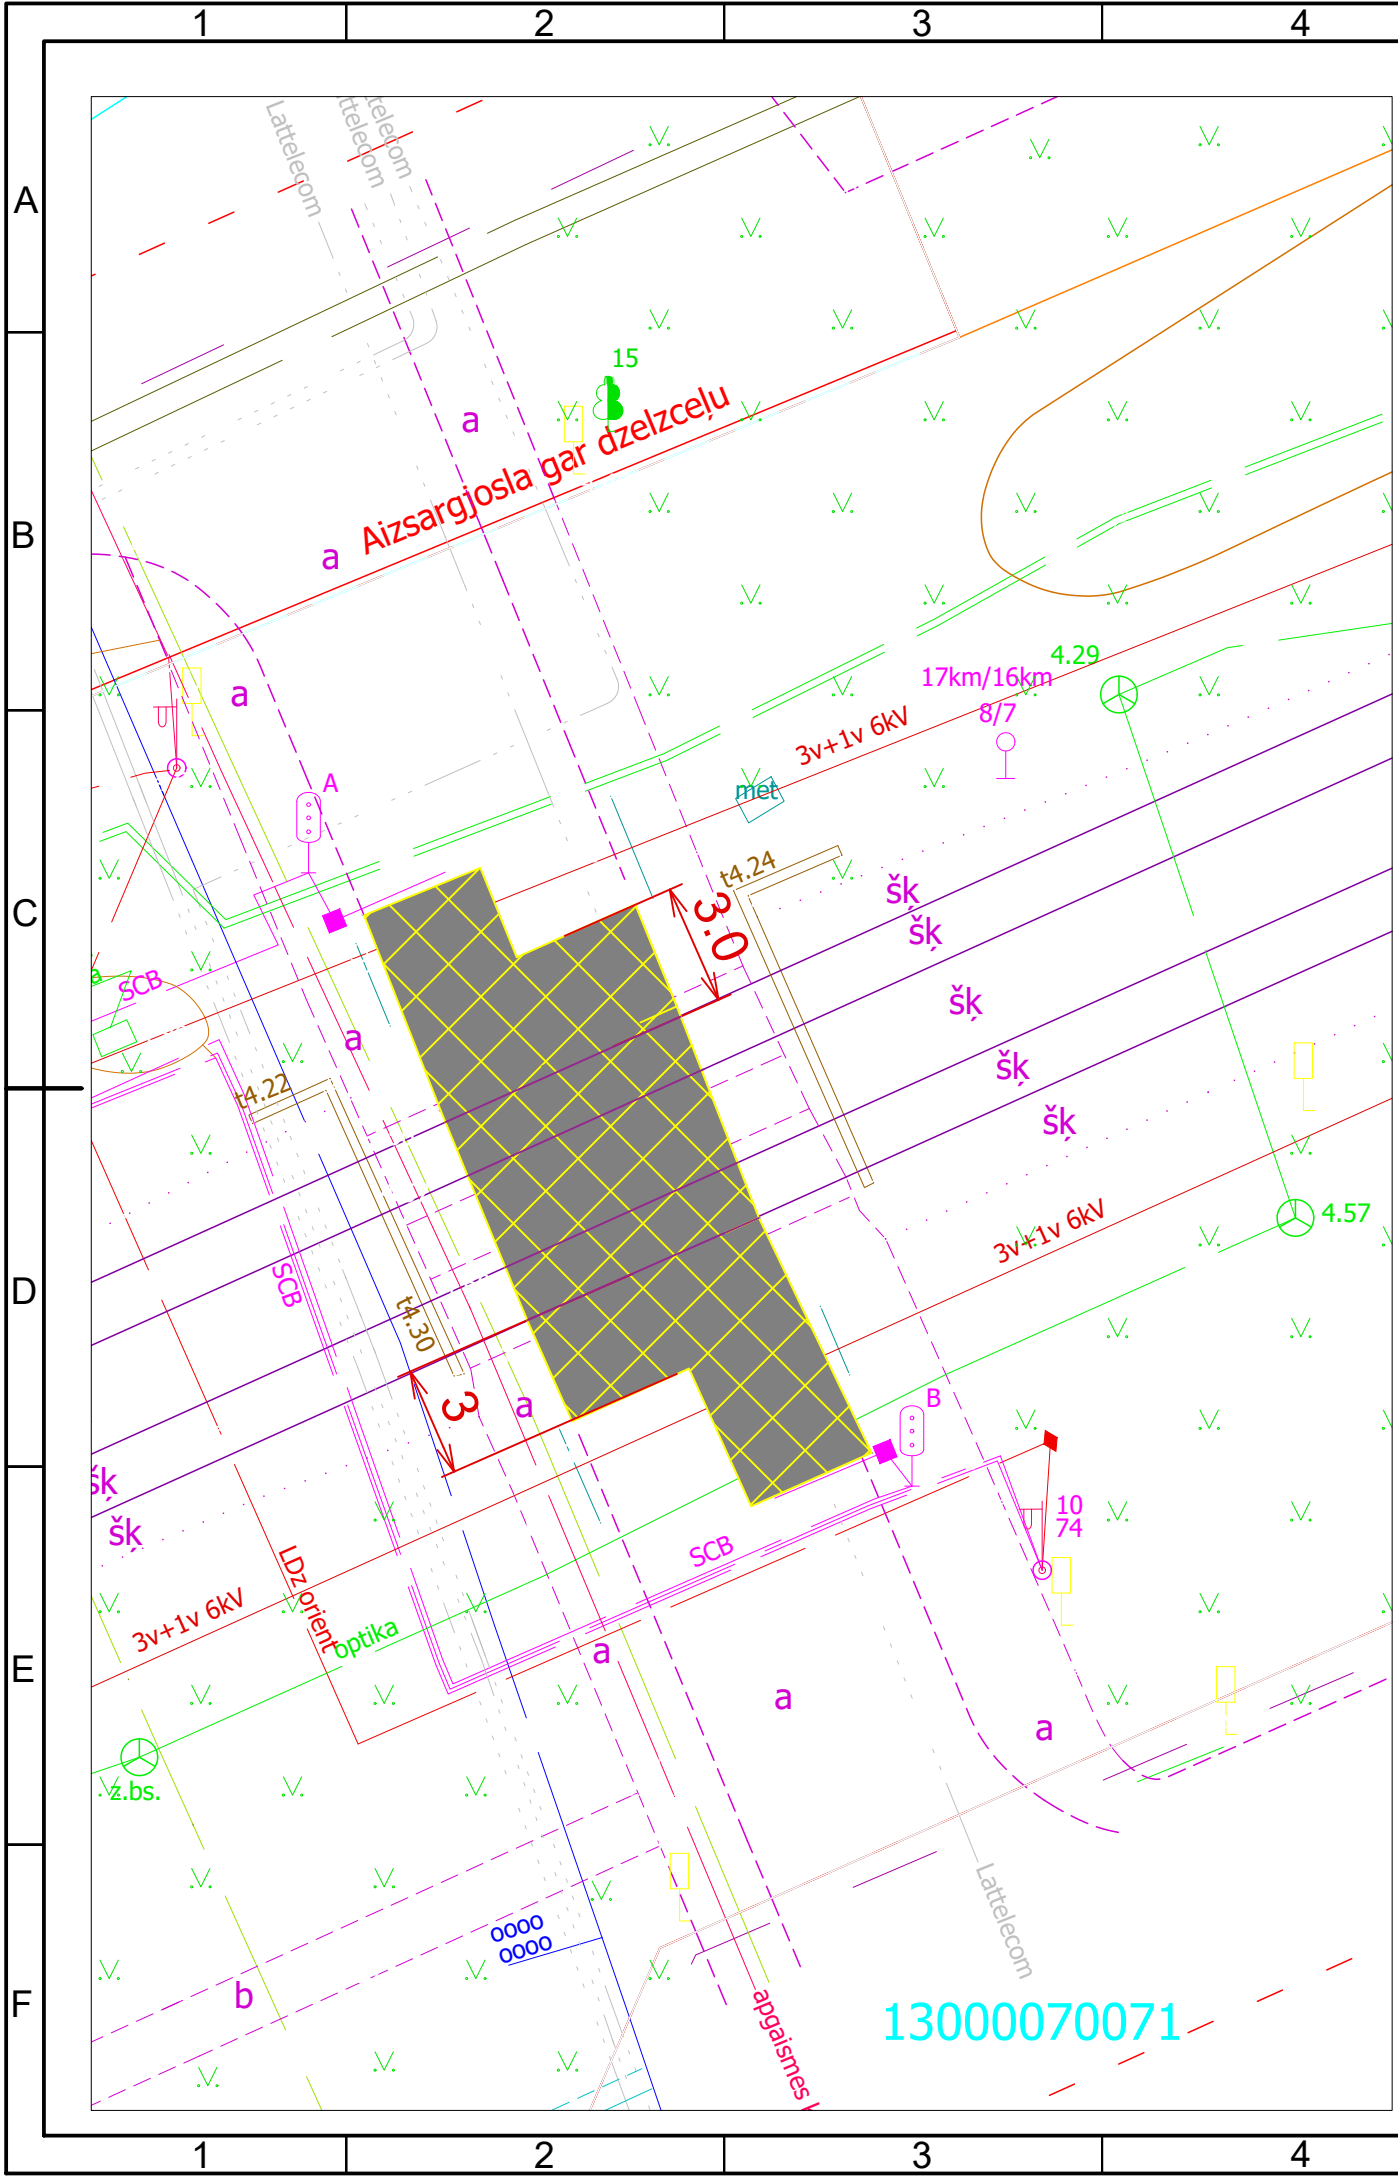 1 2 3 4
A
B
C
D
E
F
Lattelecom
Lattelecom
15
a
Aizsargjosla gar dzelzceļu
a
a
4.29
17km/16km
8/7
3v+1v 6kV
A
met
t4.24
3.0
šķ
šķ
šķ
šķ
šķ
a
SCB
a
t4.22
4.57
3v+1v 6kV
SCB
t4.30
3
a
B
šķ
šķ
10
74
SCB
LDz orient
3v+1v 6kV
optika
a
a
a
z.bs.
Lattelecom
oooo
oooo
b
apgaismes
13000070071
1 2 3 4